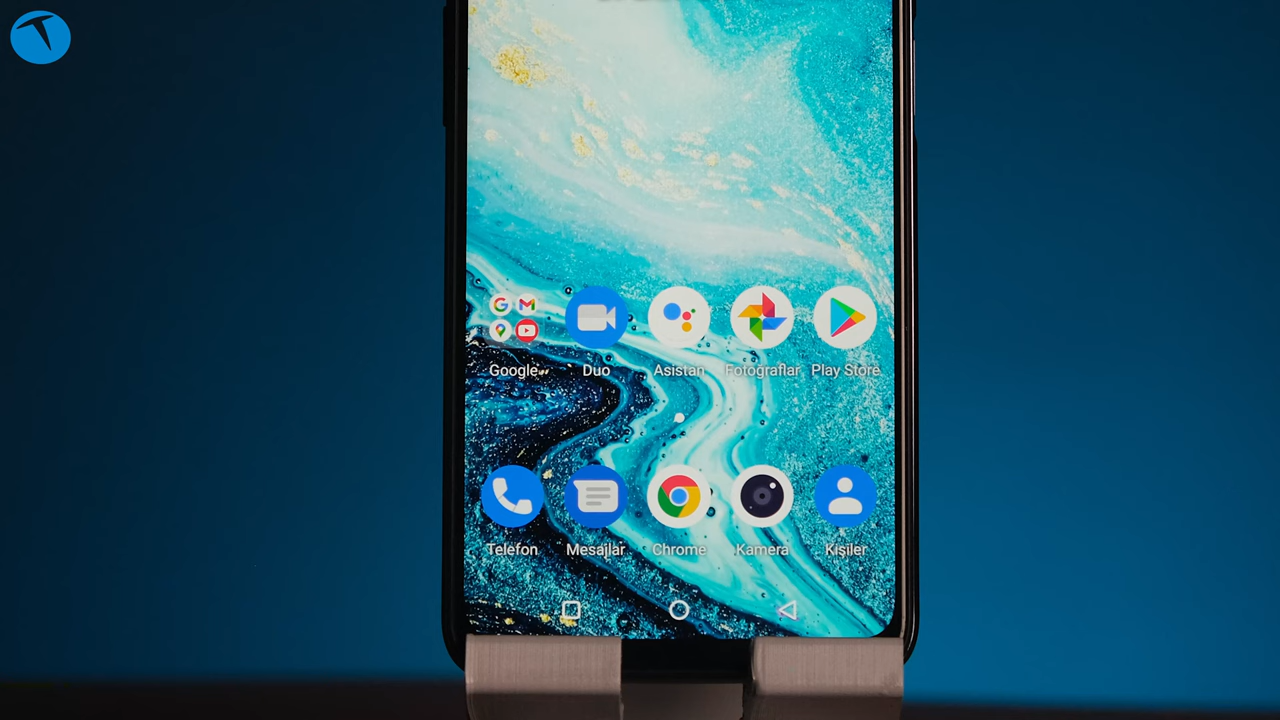 Google...
Duo
Asistan
Fotoğraflar
Play Store
Telefon
Mesajlar
Chrome
Kamera
Kişiler